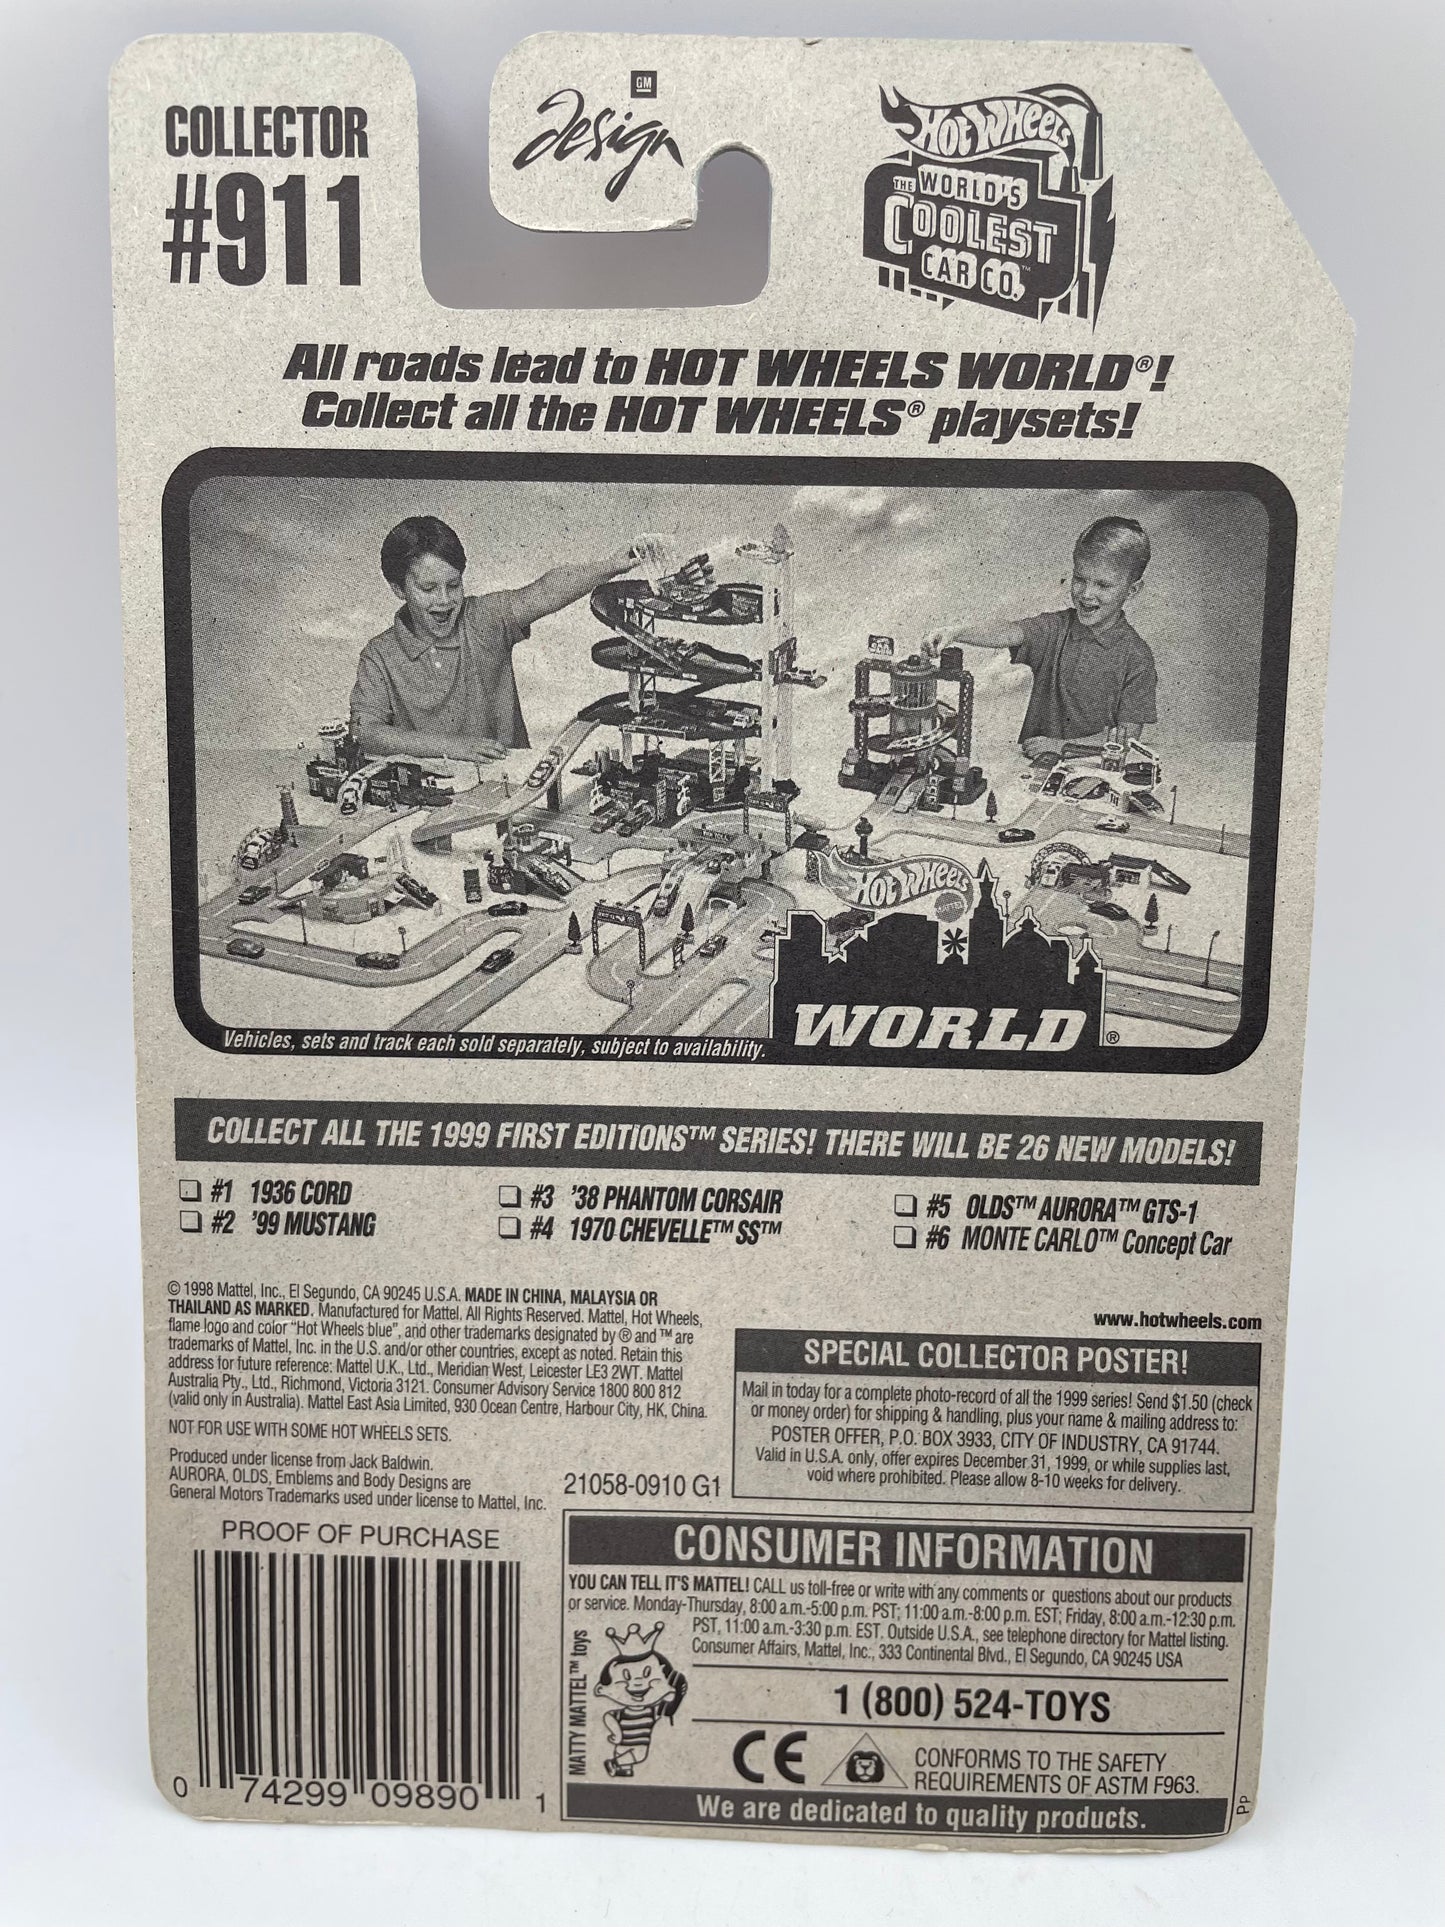 COLLECTOR
#911
GM
Design
HOT WHEELS
THE WORLD'S
COOLEST
CAR CO.™
All roads lead to HOT WHEELS WORLD®!
Collect all the HOT WHEELS® playsets!
HOT WHEELS
MATTEL
WORLD®
Vehicles, sets and track each sold separately, subject to availability.
COLLECT ALL THE 1999 FIRST EDITIONS™ SERIES! THERE WILL BE 26 NEW MODELS!
#1 1936 CORD
#2 '99 MUSTANG
#3 '38 PHANTOM CORSAIR
#4 1970 CHEVELLE™ SS™
#5 OLDS™ AURORA™ GTS-1
#6 MONTE CARLO™ Concept Car
© 1998 Mattel, Inc., El Segundo, CA 90245 U.S.A. MADE IN CHINA, MALAYSIA OR
THAILAND AS MARKED. Manufactured for Mattel. All Rights Reserved. Mattel, Hot Wheels,
flame logo and color "Hot Wheels blue", and other trademarks designated by ® and ™ are
trademarks of Mattel, Inc. in the U.S. and/or other countries, except as noted. Retain this
address for future reference: Mattel U.K., Ltd., Meridian West, Leicester LE3 2WT. Mattel
Australia Pty., Ltd., Richmond, Victoria 3121. Consumer Advisory Service 1800 800 812
(valid only in Australia). Mattel East Asia Limited, 930 Ocean Centre, Harbour City, HK, China.
NOT FOR USE WITH SOME HOT WHEELS SETS.
Produced under license from Jack Baldwin.
AURORA, OLDS, Emblems and Body Designs are
General Motors Trademarks used under license to Mattel, Inc.
21058-0910 G1
www.hotwheels.com
SPECIAL COLLECTOR POSTER!
Mail in today for a complete photo-record of all the 1999 series! Send $1.50 (check
or money order) for shipping & handling, plus your name & mailing address to:
POSTER OFFER, P.O. BOX 3933, CITY OF INDUSTRY, CA 91744.
Valid in U.S.A. only, offer expires December 31, 1999, or while supplies last,
void where prohibited. Please allow 8-10 weeks for delivery.
PROOF OF PURCHASE
0 74299 09890 1
CONSUMER INFORMATION
YOU CAN TELL IT'S MATTEL! CALL us toll-free or write with any comments or questions about our products
or service. Monday-Thursday, 8:00 a.m.-5:00 p.m. PST; 11:00 a.m.-8:00 p.m. EST; Friday, 8:00 a.m.-12:30 p.m.
PST, 11:00 a.m.-3:30 p.m. EST. Outside U.S.A., see telephone directory for Mattel listing.
Consumer Affairs, Mattel, Inc., 333 Continental Blvd., El Segundo, CA 90245 USA
MATTY MATTEL™ toys
1 (800) 524-TOYS
CE
CONFORMS TO THE SAFETY
REQUIREMENTS OF ASTM F963.
We are dedicated to quality products.
PP